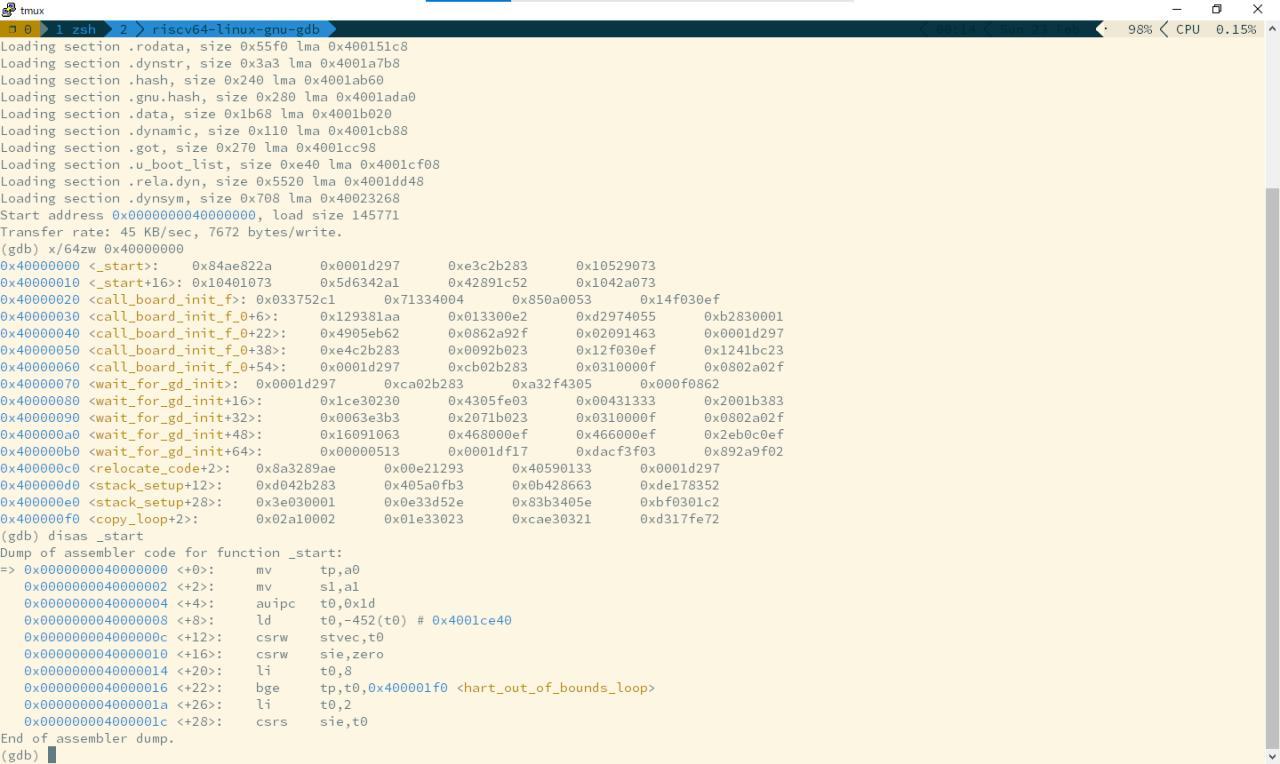 tmux
0 1 zsh 2 riscv64-linux-gnu-gdb 98% CPU 0.15%
Loading section .rodata, size 0x55f0 lma 0x400151c8
Loading section .dynstr, size 0x3a3 lma 0x4001a7b8
Loading section .hash, size 0x240 lma 0x4001ab60
Loading section .gnu.hash, size 0x280 lma 0x4001ada0
Loading section .data, size 0x1b68 lma 0x4001b020
Loading section .dynamic, size 0x110 lma 0x4001cb88
Loading section .got, size 0x270 lma 0x4001cc98
Loading section .u_boot_list, size 0xe40 lma 0x4001cf08
Loading section .rela.dyn, size 0x5520 lma 0x4001dd48
Loading section .dynsym, size 0x708 lma 0x40023268
Start address 0x0000000040000000, load size 145771
Transfer rate: 45 KB/sec, 7672 bytes/write.
(gdb) x/64zw 0x40000000
0x40000000 <_start>: 0x84ae822a 0x0001d297 0xe3c2b283 0x10529073
0x40000010 <_start+16>: 0x10401073 0x5d6342a1 0x42891c52 0x1042a073
0x40000020 <call_board_init_f>: 0x033752c1 0x71334004 0x850a0053 0x14f030ef
0x40000030 <call_board_init_f_0+6>: 0x129381aa 0x013300e2 0xd2974055 0xb2830001
0x40000040 <call_board_init_f_0+22>: 0x4905eb62 0x0862a92f 0x02091463 0x0001d297
0x40000050 <call_board_init_f_0+38>: 0xe4c2b283 0x0092b023 0x12f030ef 0x1241bc23
0x40000060 <call_board_init_f_0+54>: 0x0001d297 0xcb02b283 0x0310000f 0x0802a02f
0x40000070 <wait_for_gd_init>: 0x0001d297 0xca02b283 0xa32f4305 0x000f0862
0x40000080 <wait_for_gd_init+16>: 0x1ce30230 0x4305fe03 0x00431333 0x2001b383
0x40000090 <wait_for_gd_init+32>: 0x0063e3b3 0x2071b023 0x0310000f 0x0802a02f
0x400000a0 <wait_for_gd_init+48>: 0x16091063 0x468000ef 0x466000ef 0x2eb0c0ef
0x400000b0 <wait_for_gd_init+64>: 0x00000513 0x0001df17 0xdacf3f03 0x892a9f02
0x400000c0 <relocate_code+2>: 0x8a3289ae 0x00e21293 0x40590133 0x0001d297
0x400000d0 <stack_setup+12>: 0xd042b283 0x405a0fb3 0x0b428663 0xde178352
0x400000e0 <stack_setup+28>: 0x3e030001 0x0e33d52e 0x83b3405e 0xbf0301c2
0x400000f0 <copy_loop+2>: 0x02a10002 0x01e33023 0xcae30321 0xd317fe72
(gdb) disas _start
Dump of assembler code for function _start:
=> 0x0000000040000000 <+0>: mv tp,a0
0x0000000040000002 <+2>: mv s1,a1
0x0000000040000004 <+4>: auipc t0,0x1d
0x0000000040000008 <+8>: ld t0,-452(t0) # 0x4001ce40
0x000000004000000c <+12>: csrw stvec,t0
0x0000000040000010 <+16>: csrw sie,zero
0x0000000040000014 <+20>: li t0,8
0x0000000040000016 <+22>: bge tp,t0,0x400001f0 <hart_out_of_bounds_loop>
0x000000004000001a <+26>: li t0,2
0x000000004000001c <+28>: csrs sie,t0
End of assembler dump.
(gdb)